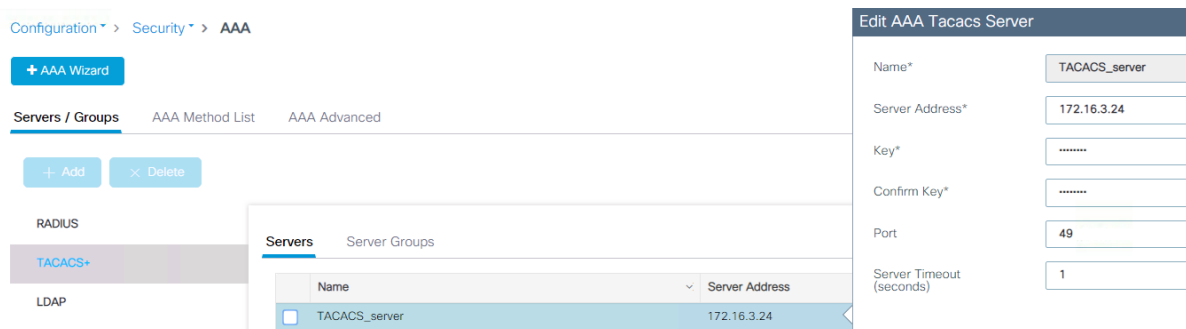 Configuration > Security > AAA
+ AAA Wizard
Servers / Groups AAA Method List AAA Advanced
+ Add × Delete
RADIUS
TACACS+
LDAP
Servers Server Groups
Name Server Address
TACACS_server 172.16.3.24
Edit AAA Tacacs Server
Name* TACACS_server
Server Address* 172.16.3.24
Key* ••••••••
Confirm Key* ••••••••
Port 49
Server Timeout 1
(seconds)